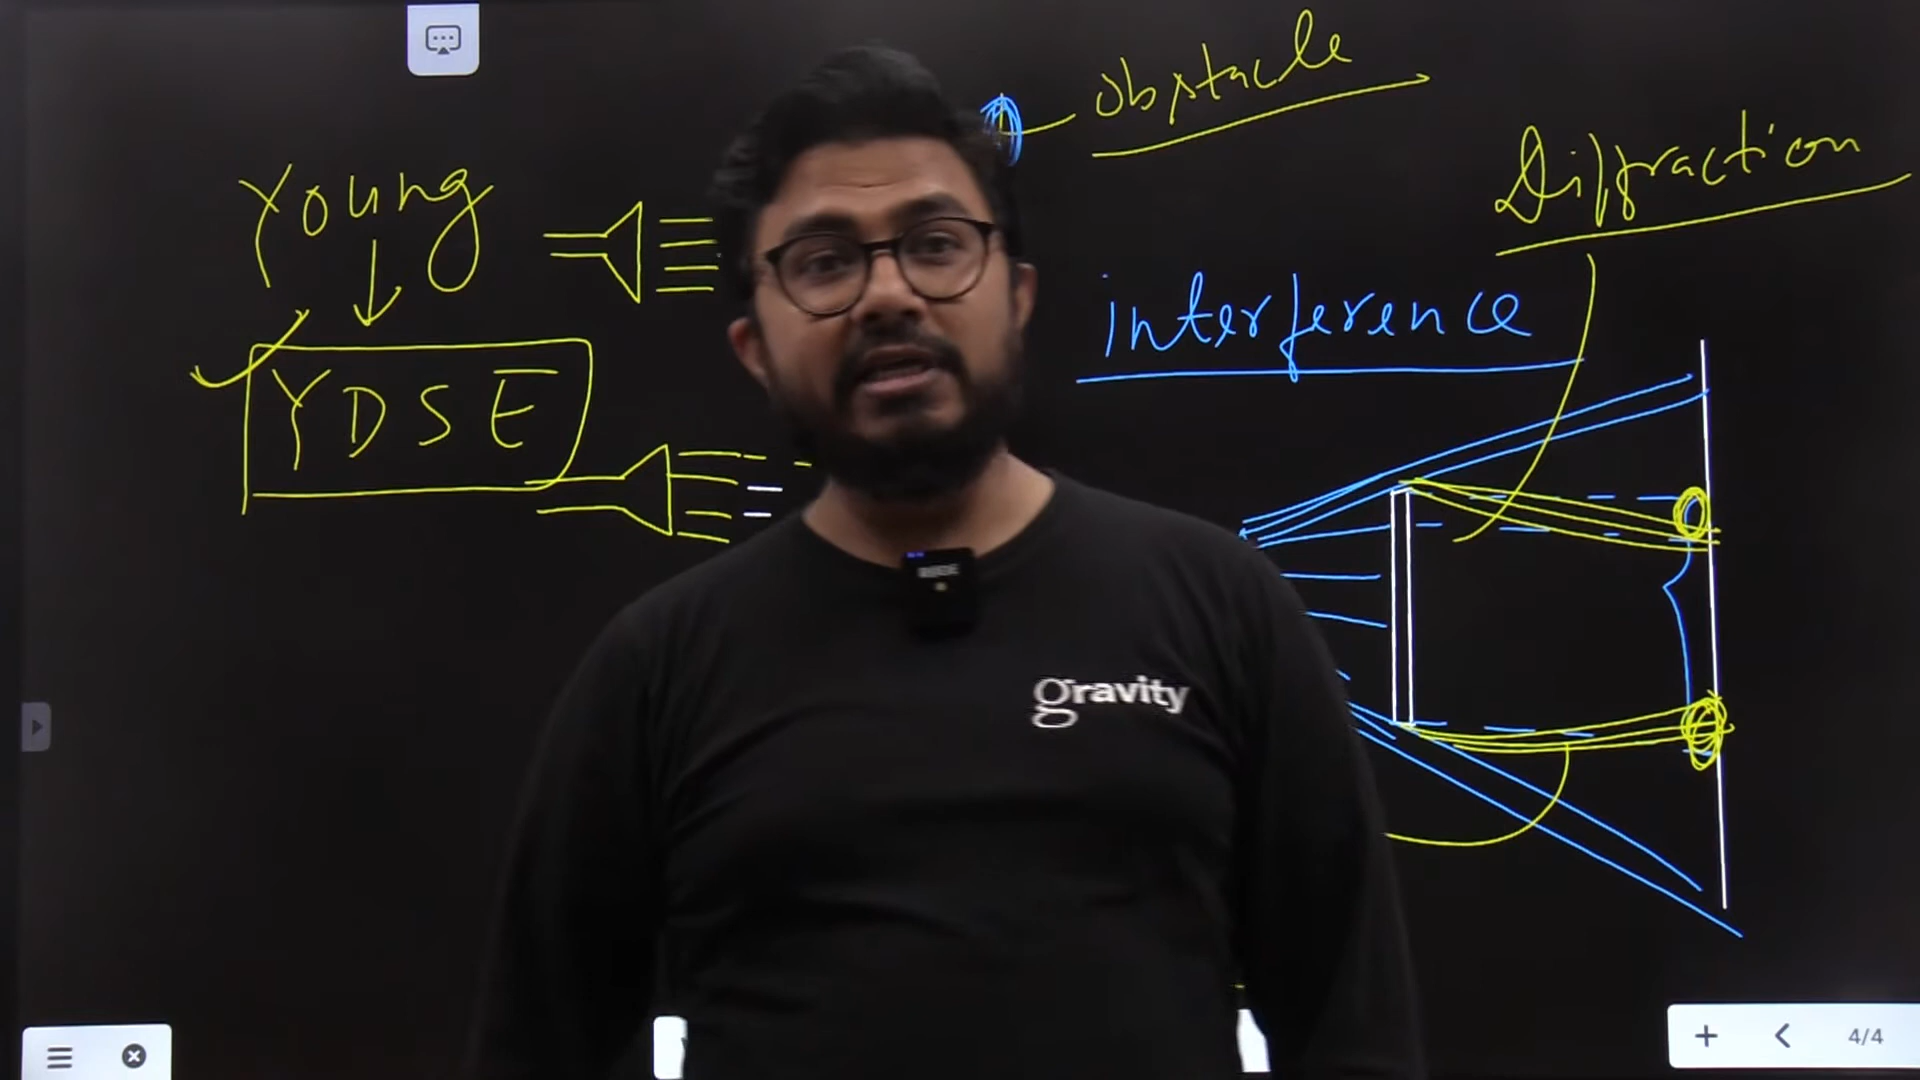 obstacle
Diffraction
Young
interference
YDSE
gravity
4/4